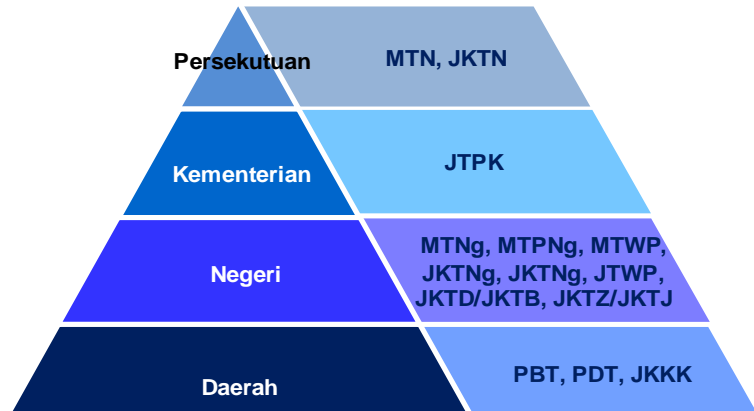 Persekutuan
MTN, JKTN
Kementerian
JTPK
Negeri
MTNg, MTPNg, MTWP,
JKTNg, JKTNg, JTWP,
JKTD/JKTB, JKTZ/JKTJ
Daerah
PBT, PDT, JKKK